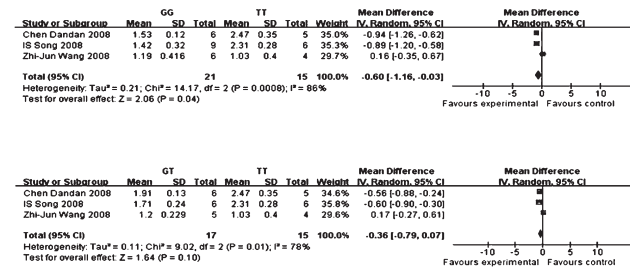 GG TT Mean Difference Mean Difference
Study or Subgroup Mean SD Total Mean SD Total Weight IV, Random, 95% CI IV, Random, 95% CI
Chen Dandan 2008 1.53 0.12 6 2.47 0.35 5 35.0% -0.94 [-1.26, -0.62]
IS Song 2008 1.42 0.32 9 2.31 0.28 6 35.3% -0.89 [-1.20, -0.58]
Zhi-Jun Wang 2008 1.19 0.416 6 1.03 0.4 4 29.7% 0.16 [-0.35, 0.67]
Total (95% CI) 21 15 100.0% -0.60 [-1.16, -0.03]
Heterogeneity: Tau² = 0.21; Chi² = 14.17, df = 2 (P = 0.0008); I² = 86%
Test for overall effect: Z = 2.06 (P = 0.04)
-10 -5 0 5 10
Favours experimental Favours control
GT TT Mean Difference Mean Difference
Study or Subgroup Mean SD Total Mean SD Total Weight IV, Random, 95% CI IV, Random, 95% CI
Chen Dandan 2008 1.91 0.13 6 2.47 0.35 5 34.6% -0.56 [-0.88, -0.24]
IS Song 2008 1.71 0.24 6 2.31 0.28 6 35.8% -0.60 [-0.90, -0.30]
Zhi-Jun Wang 2008 1.2 0.229 5 1.03 0.4 4 29.6% 0.17 [-0.27, 0.61]
Total (95% CI) 17 15 100.0% -0.36 [-0.79, 0.07]
Heterogeneity: Tau² = 0.11; Chi² = 9.02, df = 2 (P = 0.01); I² = 78%
Test for overall effect: Z = 1.64 (P = 0.10)
-10 -5 0 5 10
Favours experimental Favours control